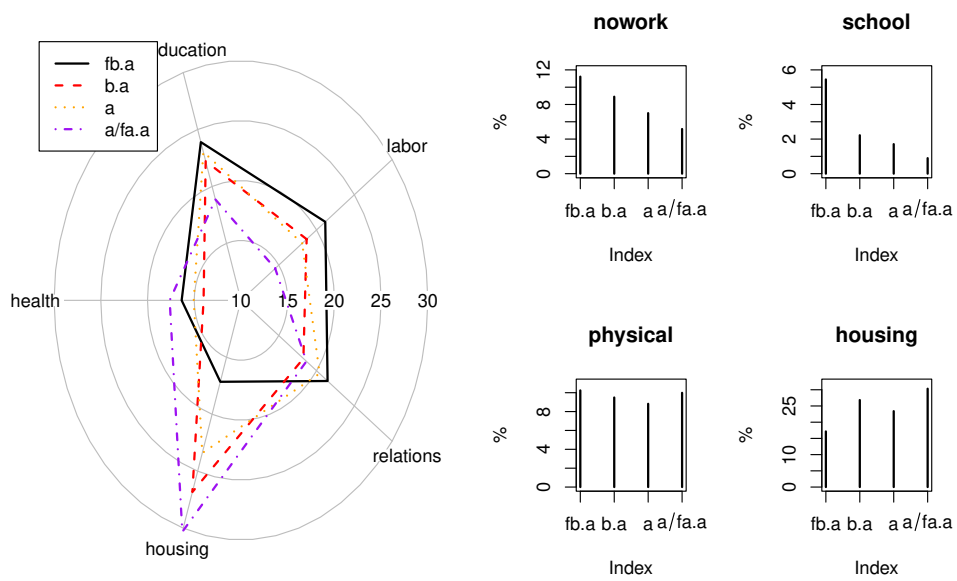 ducation
fb.a
b.a
a
a/fa.a
labor
health
10 15 20 25 30
relations
housing
nowork
%
0 4 8 12
fb.a b.a a a/fa.a
Index
school
%
0 2 4 6
fb.a b.a a a/fa.a
Index
physical
%
0 4 8
fb.a b.a a a/fa.a
Index
housing
%
0 10 25
fb.a b.a a a/fa.a
Index